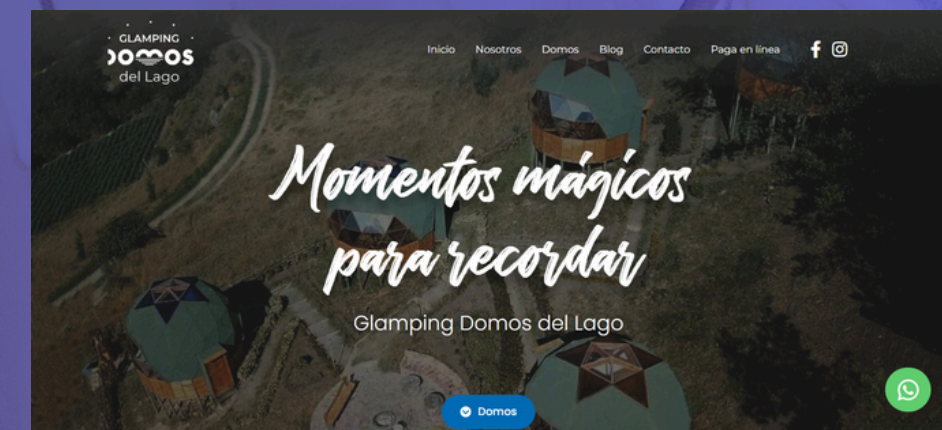 GLAMPING
DOMOS
del Lago
Inicio Nosotros Domos Blog Contacto Paga en línea
Momentos mágicos
para recordar
Glamping Domos del Lago
Domos